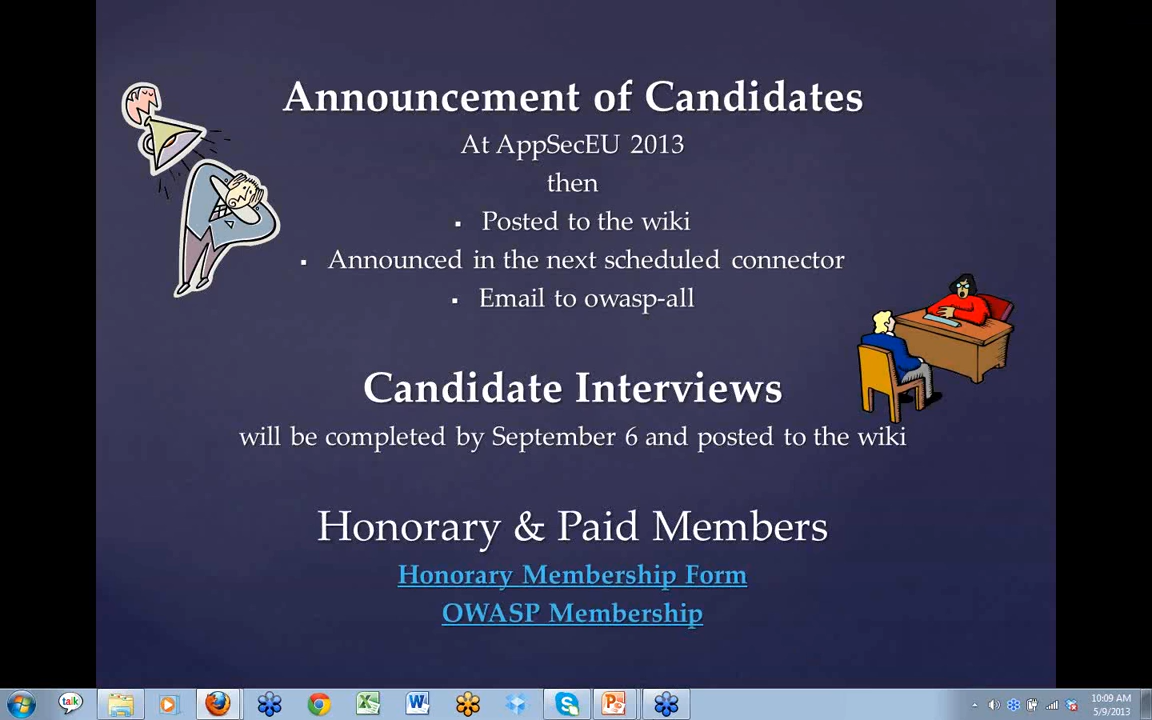 Announcement of Candidates
At AppSecEU 2013
then
▪ Posted to the wiki
▪ Announced in the next scheduled connector
▪ Email to owasp-all
Candidate Interviews
will be completed by September 6 and posted to the wiki
Honorary & Paid Members
Honorary Membership Form
OWASP Membership
talk
10:09 AM
5/9/2013